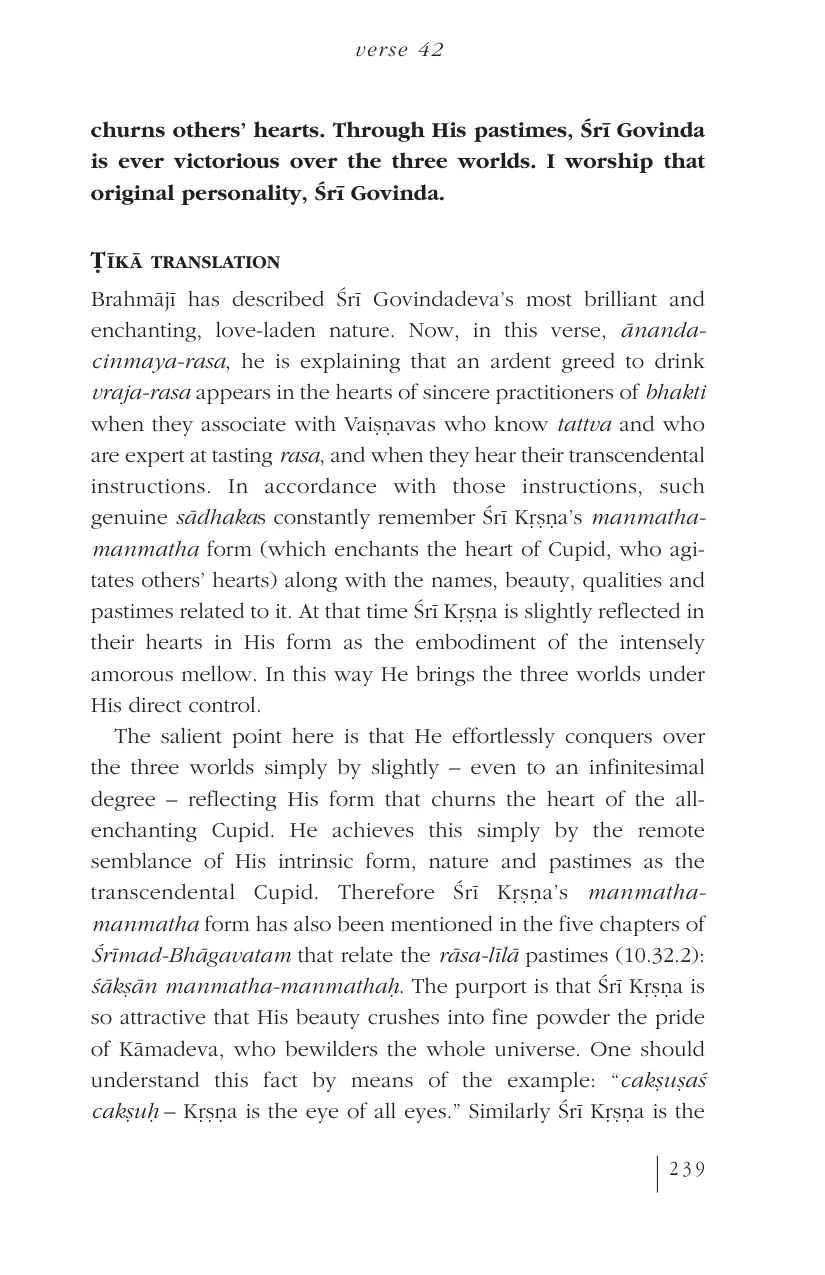 verse 42
churns others’ hearts. Through His pastimes, Śrī Govinda
is ever victorious over the three worlds. I worship that
original personality, Śrī Govinda.
Ṭīkā translation
Brahmājī has described Śrī Govindadeva’s most brilliant and
enchanting, love-laden nature. Now, in this verse, ānanda-
cinmaya-rasa, he is explaining that an ardent greed to drink
vraja-rasa appears in the hearts of sincere practitioners of bhakti
when they associate with Vaiṣṇavas who know tattva and who
are expert at tasting rasa, and when they hear their transcendental
instructions. In accordance with those instructions, such
genuine sādhakas constantly remember Śrī Kṛṣṇa’s manmatha-
manmatha form (which enchants the heart of Cupid, who agi-
tates others’ hearts) along with the names, beauty, qualities and
pastimes related to it. At that time Śrī Kṛṣṇa is slightly reflected in
their hearts in His form as the embodiment of the intensely
amorous mellow. In this way He brings the three worlds under
His direct control.
The salient point here is that He effortlessly conquers over
the three worlds simply by slightly – even to an infinitesimal
degree – reflecting His form that churns the heart of the all-
enchanting Cupid. He achieves this simply by the remote
semblance of His intrinsic form, nature and pastimes as the
transcendental Cupid. Therefore Śrī Kṛṣṇa’s manmatha-
manmatha form has also been mentioned in the five chapters of
Śrīmad-Bhāgavatam that relate the rāsa-līlā pastimes (10.32.2):
śākṣān manmatha-manmathaḥ. The purport is that Śrī Kṛṣṇa is
so attractive that His beauty crushes into fine powder the pride
of Kāmadeva, who bewilders the whole universe. One should
understand this fact by means of the example: “cakṣuṣaś
cakṣuḥ – Kṛṣṇa is the eye of all eyes.” Similarly Śrī Kṛṣṇa is the
239